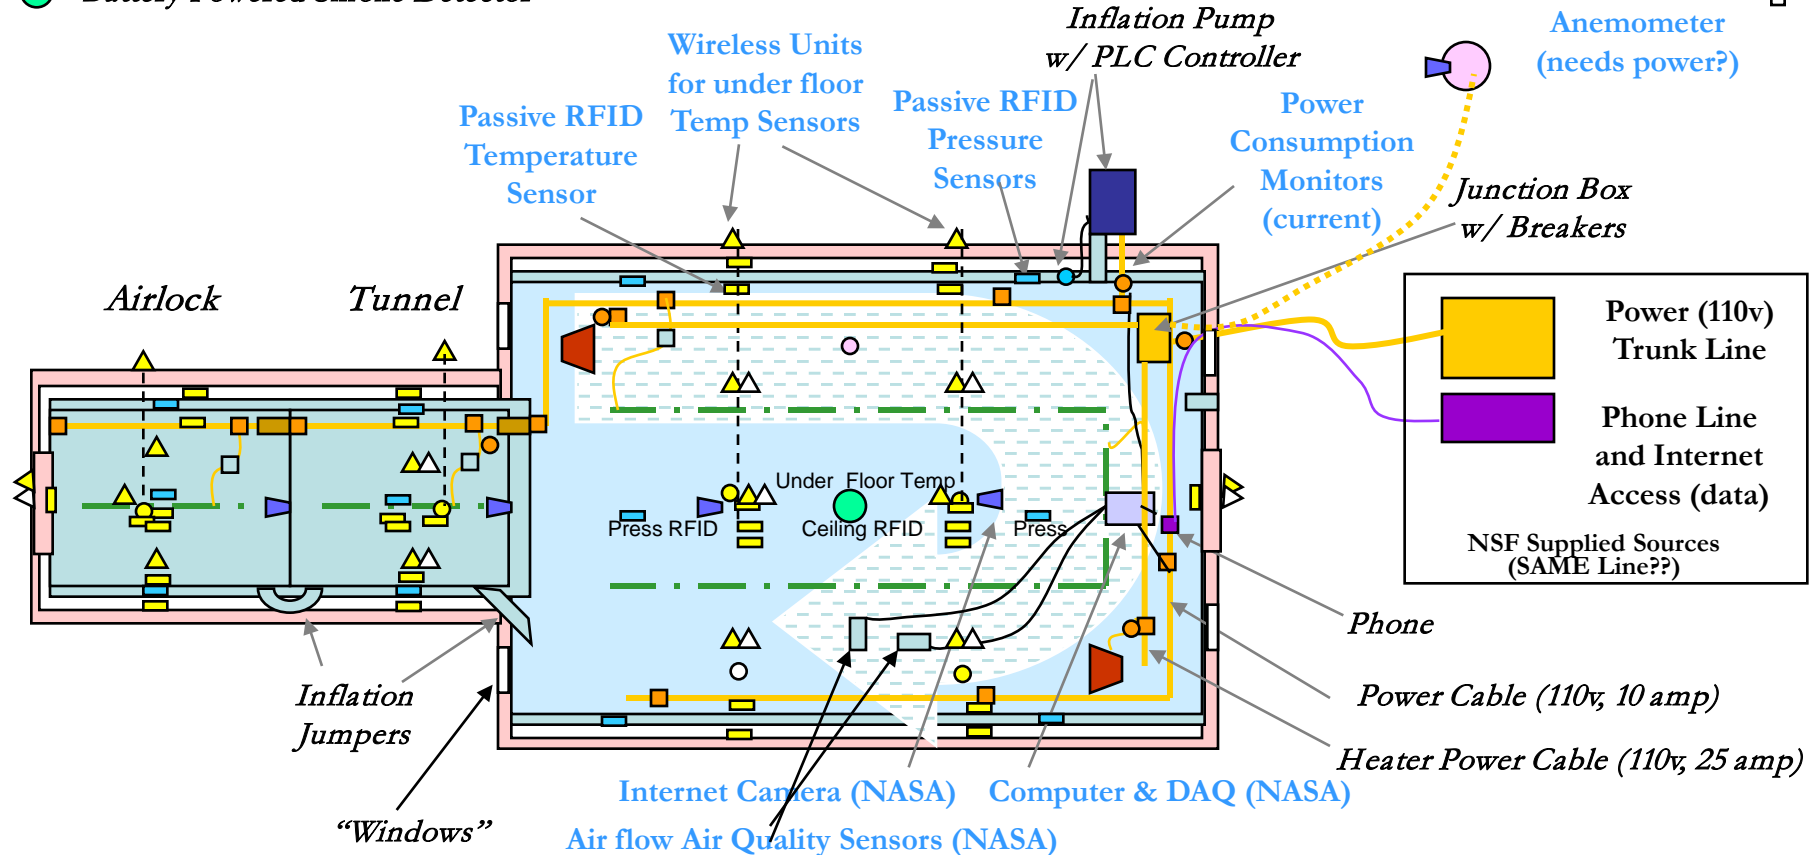 Battery Powered Smoke Detector
Inflation Pump
w/ PLC Controller
Anemometer
(needs power?)
Wireless Units
for under floor
Temp Sensors
Passive RFID
Temperature
Sensor
Passive RFID
Pressure
Sensors
Power
Consumption
Monitors
(current)
Junction Box
w/ Breakers
Airlock
Tunnel
Power (110v)
Trunk Line
Phone Line
and Internet
Access (data)
NSF Supplied Sources
(SAME Line??)
Under Floor Temp
Press RFID
Ceiling RFID
Press
Phone
Inflation
Jumpers
Power Cable (110v, 10 amp)
Heater Power Cable (110v, 25 amp)
Internet Camera (NASA)
Computer & DAQ (NASA)
“Windows”
Air flow Air Quality Sensors (NASA)